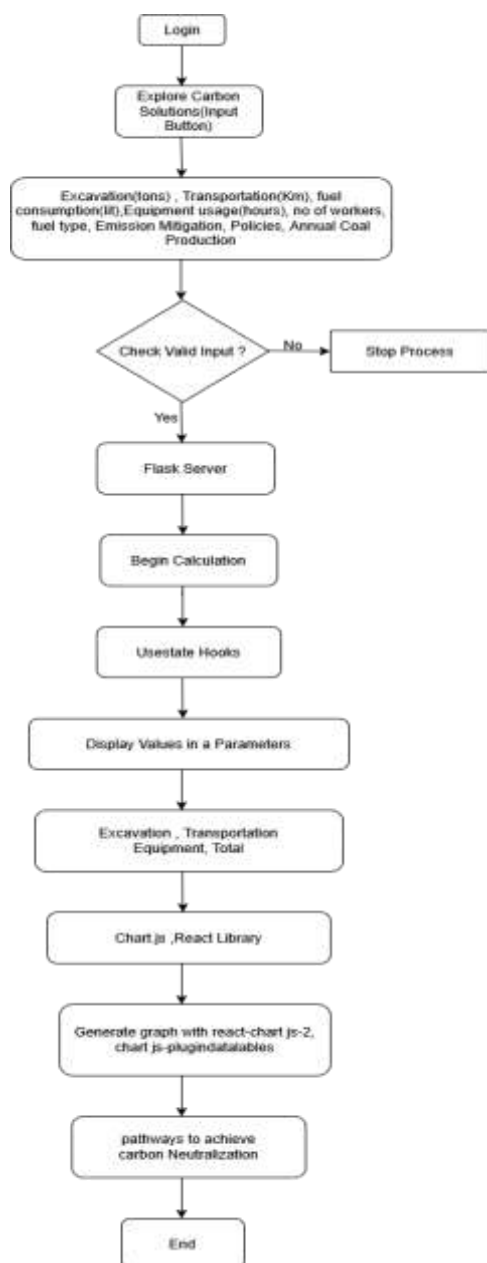 Login
Explore Carbon
Solutions(Input
Button)
Excavation(tons) , Transportation(Km), fuel
consumption(lit),Equipment usage(hours), no of workers,
fuel type, Emission Mitigation, Policies, Annual Coal
Production
Check Valid Input ?
No
Stop Process
Yes
Flask Server
Begin Calculation
Usestate Hooks
Display Values in a Parameters
Excavation , Transportation
Equipment, Total
Chart.js ,React Library
Generate graph with react-chart js-2,
chart js-plugindatalables
pathways to achieve
carbon Neutralization
End